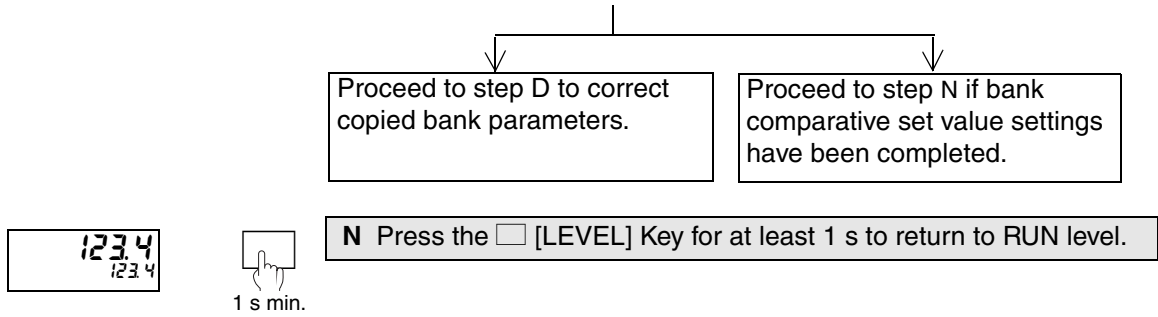 Proceed to step D to correct
copied bank parameters.
Proceed to step N if bank
comparative set value settings
have been completed.
123.4
123.4
1 s min.
N Press the □ [LEVEL] Key for at least 1 s to return to RUN level.